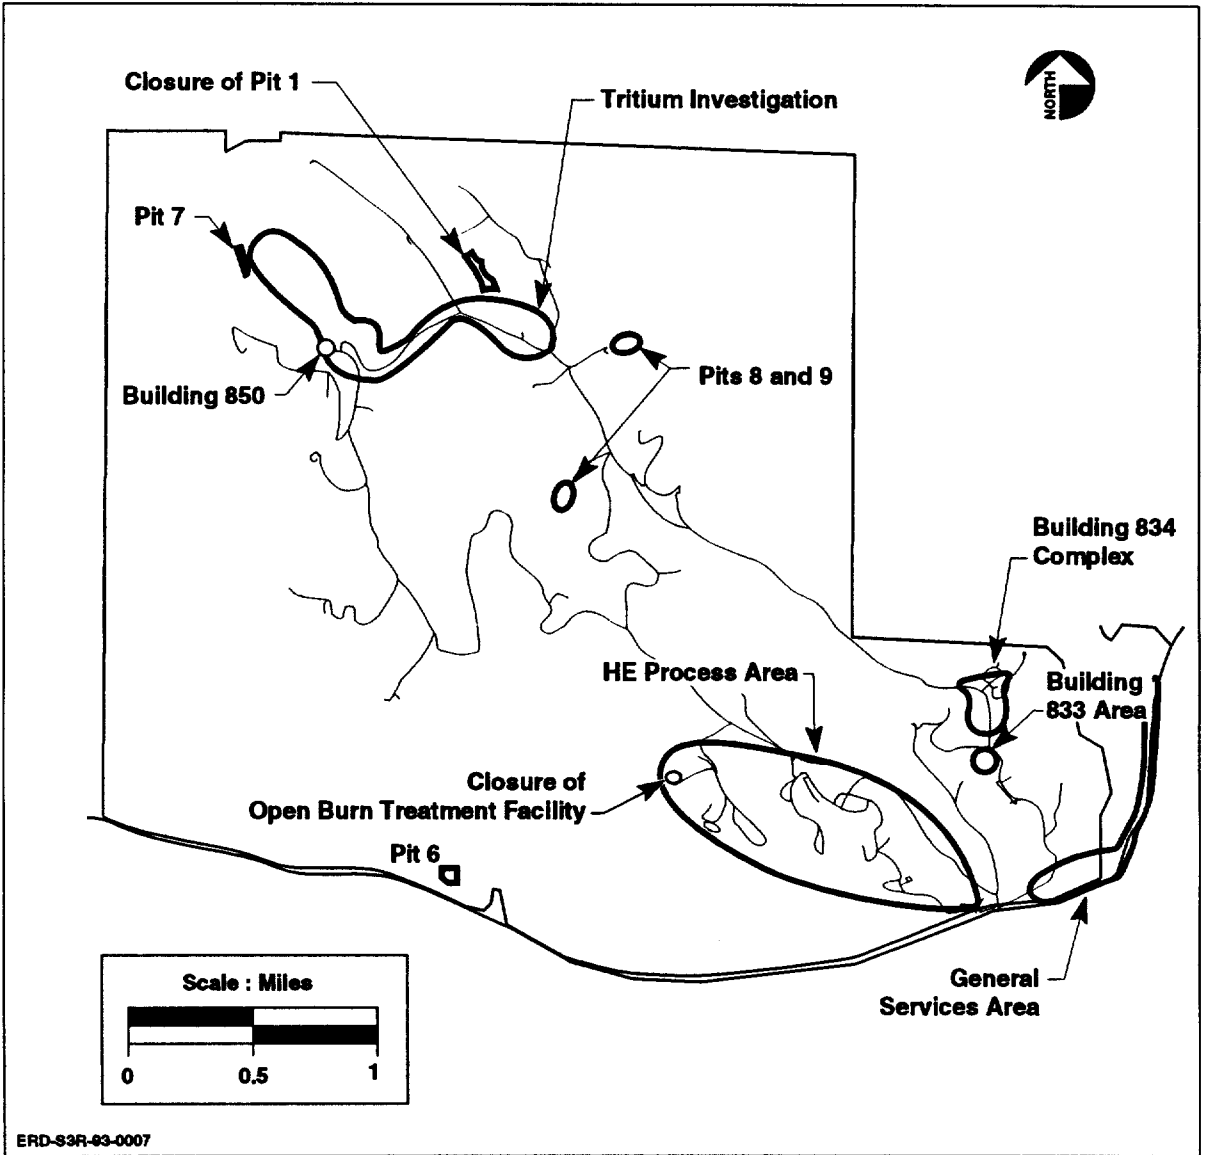 Closure of Pit 1
Tritium Investigation
NORTH
Pit 7
Building 850
Pits 8 and 9
Building 834
Complex
HE Process Area
Building
833 Area
Closure of
Open Burn Treatment Facility
Pit 6
General
Services Area
Scale : Miles
0
0.5
1
ERD-S3R-93-0007